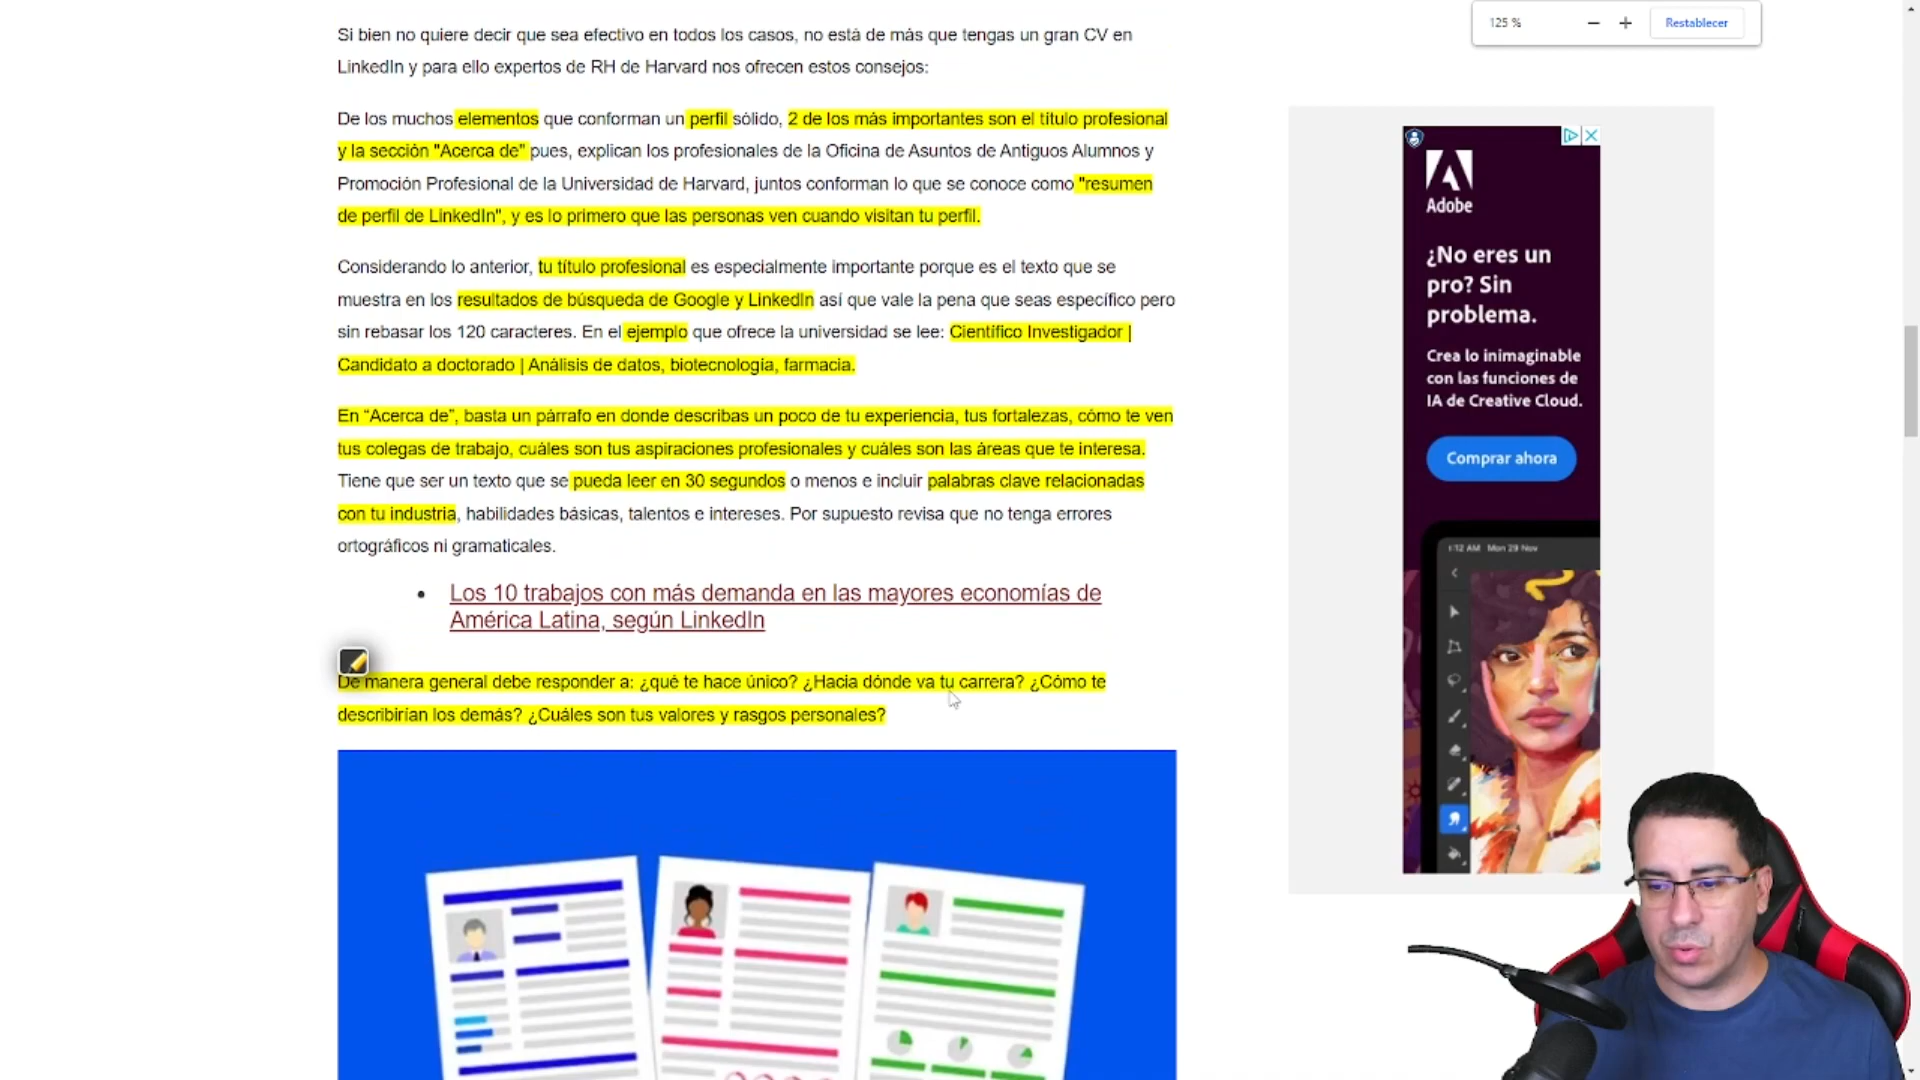 Si bien no quiere decir que sea efectivo en todos los casos, no está de más que tengas un gran CV en
LinkedIn y para ello expertos de RH de Harvard nos ofrecen estos consejos:
De los muchos elementos que conforman un perfil sólido, 2 de los más importantes son el título profesional
y la sección "Acerca de" pues, explican los profesionales de la Oficina de Asuntos de Antiguos Alumnos y
Promoción Profesional de la Universidad de Harvard, juntos conforman lo que se conoce como "resumen
de perfil de LinkedIn", y es lo primero que las personas ven cuando visitan tu perfil.
Considerando lo anterior, tu título profesional es especialmente importante porque es el texto que se
muestra en los resultados de búsqueda de Google y LinkedIn así que vale la pena que seas específico pero
sin rebasar los 120 caracteres. En el ejemplo que ofrece la universidad se lee: Científico Investigador |
Candidato a doctorado | Análisis de datos, biotecnología, farmacia.
En “Acerca de”, basta un párrafo en donde describas un poco de tu experiencia, tus fortalezas, cómo te ven
tus colegas de trabajo, cuáles son tus aspiraciones profesionales y cuáles son las áreas que te interesa.
Tiene que ser un texto que se pueda leer en 30 segundos o menos e incluir palabras clave relacionadas
con tu industria, habilidades básicas, talentos e intereses. Por supuesto revisa que no tenga errores
ortográficos ni gramaticales.
• Los 10 trabajos con más demanda en las mayores economías de
América Latina, según LinkedIn
De manera general debe responder a: ¿qué te hace único? ¿Hacia dónde va tu carrera? ¿Cómo te
describirían los demás? ¿Cuáles son tus valores y rasgos personales?
125 %
Restablecer
Adobe
¿No eres un
pro? Sin
problema.
Crea lo inimaginable
con las funciones de
IA de Creative Cloud.
Comprar ahora
Mon 29 Nov